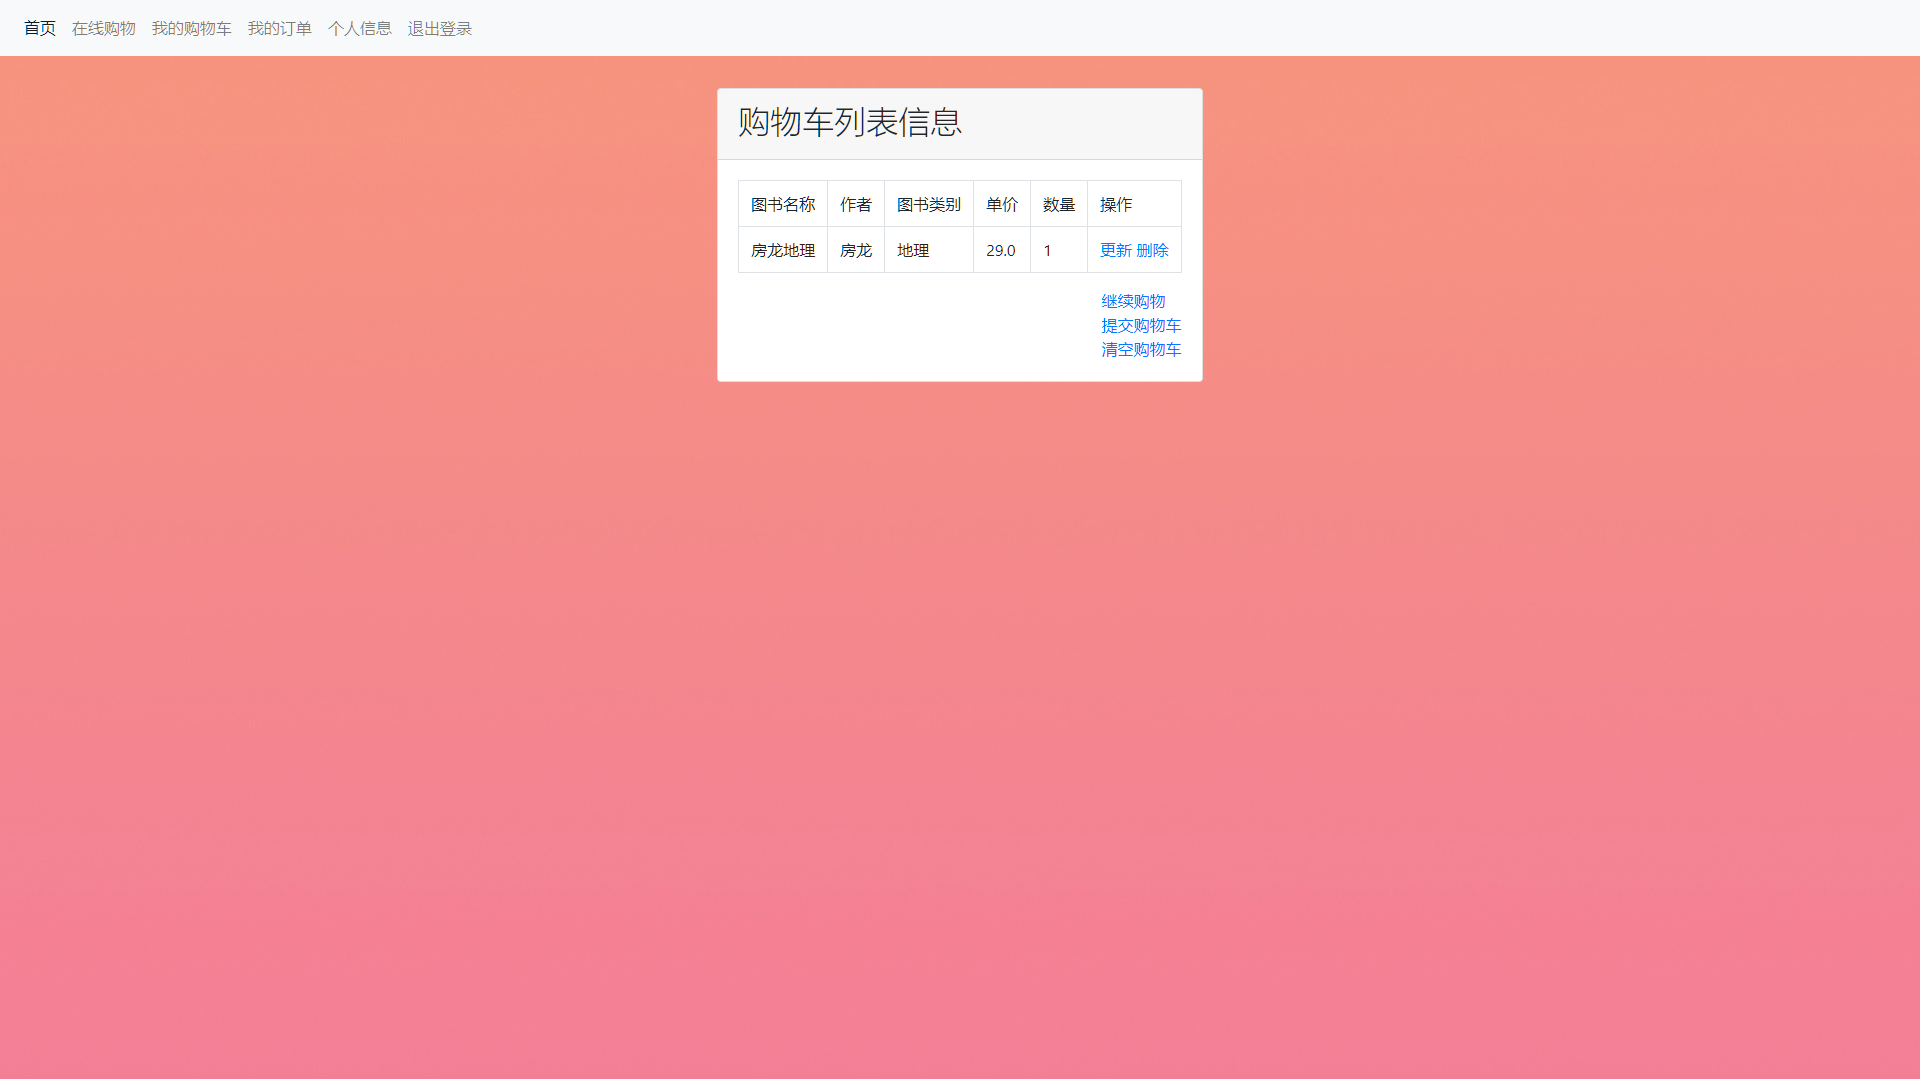 首页 在线购物 我的购物车 我的订单 个人信息 退出登录
购物车列表信息
图书名称 作者 图书类别 单价 数量 操作
房龙地理 房龙 地理 29.0 1 更新 删除
继续购物
提交购物车
清空购物车